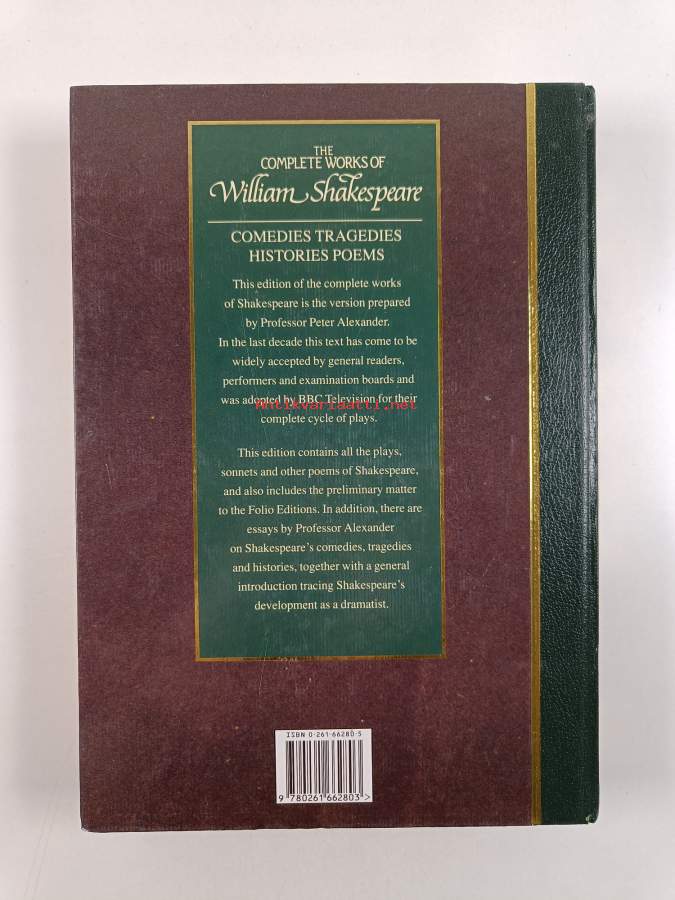 THE
COMPLETE WORKS OF
William Shakespeare
COMEDIES TRAGEDIES
HISTORIES POEMS
This edition of the complete works
of Shakespeare is the version prepared
by Professor Peter Alexander.
In the last decade this text has come to be
widely accepted by general readers,
performers and examination boards and
was adopted by BBC Television for their
Antikvariaatti.net
complete cycle of plays.
This edition contains all the plays,
sonnets and other poems of Shakespeare,
and also includes the preliminary matter
to the Folio Editions. In addition, there are
essays by Professor Alexander
on Shakespeare's comedies, tragedies
and histories, together with a general
introduction tracing Shakespeare's
development as a dramatist.
ISBN 0-261-66280-5
9 780261 662803>